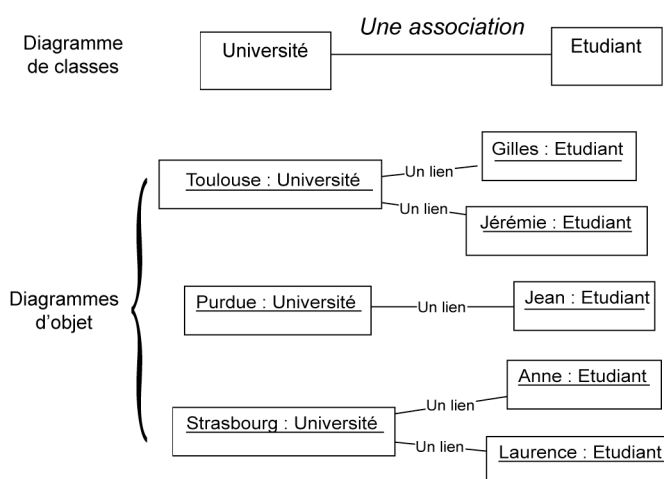 Une association
Diagramme
de classes
Université
Etudiant
Gilles : Etudiant
Toulouse : Université
Un lien
Un lien
Jérémie : Etudiant
Diagrammes
d'objet
Purdue : Université
Un lien
Jean : Etudiant
Anne : Etudiant
Strasbourg : Université
Un lien
Un lien
Laurence : Etudiant